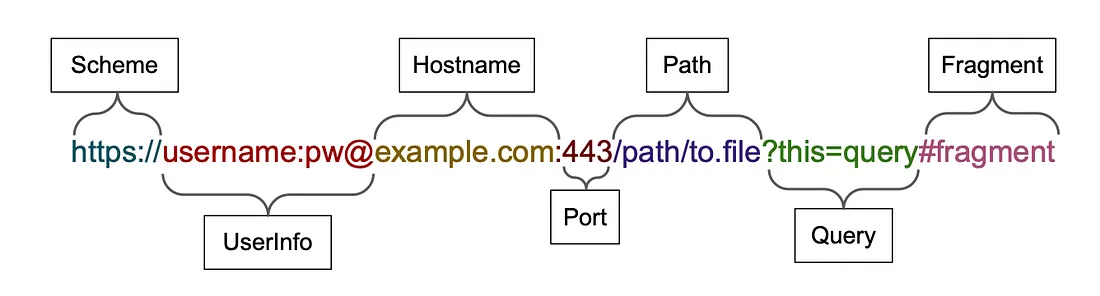 Scheme
Hostname
Path
Fragment
https://username:pw@example.com:443/path/to.file?this=query#fragment
UserInfo
Port
Query